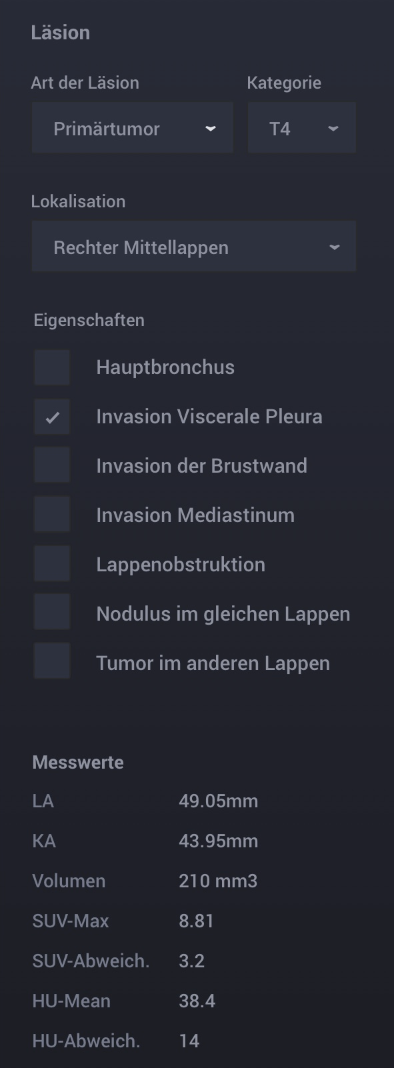 Läsion
Art der Läsion Kategorie
Primärtumor T4
Lokalisation
Rechter Mittellappen
Eigenschaften
Hauptbronchus
Invasion Viscerale Pleura
Invasion der Brustwand
Invasion Mediastinum
Lappenobstruktion
Nodulus im gleichen Lappen
Tumor im anderen Lappen
Messwerte
LA 49.05mm
KA 43.95mm
Volumen 210 mm3
SUV-Max 8.81
SUV-Abweich. 3.2
HU-Mean 38.4
HU-Abweich. 14